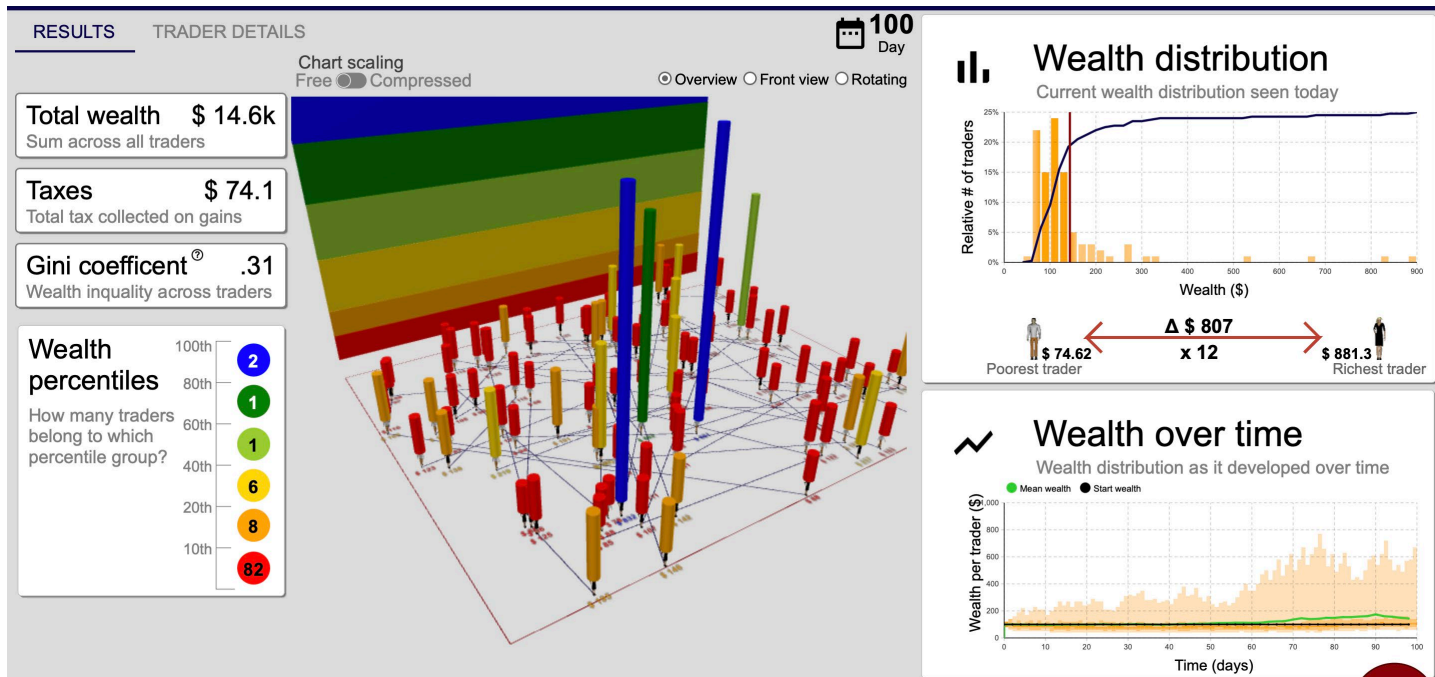 RESULTS
TRADER DETAILS
100
Day
Chart scaling
Free
Compressed
Overview
Front view
Rotating
Total wealth $ 14.6k
Sum across all traders
Taxes $ 74.1
Total tax collected on gains
Gini coefficent ? .31
Wealth inquality across traders
Wealth
percentiles
How many traders
belong to which
percentile group?
100th
80th
60th
40th
20th
10th
2
1
1
6
8
82
Wealth distribution
Current wealth distribution seen today
Relative # of traders
25%
20%
15%
10%
5%
0%
0 100 200 300 400 500 600 700 800 900
Wealth ($)
Δ $ 807
x 12
$ 74.62
Poorest trader
$ 881.3
Richest trader
Wealth over time
Wealth distribution as it developed over time
Mean wealth
Start wealth
Wealth per trader ($)
1,000
800
600
400
200
0
0 10 20 30 40 50 60 70 80 90 100
Time (days)